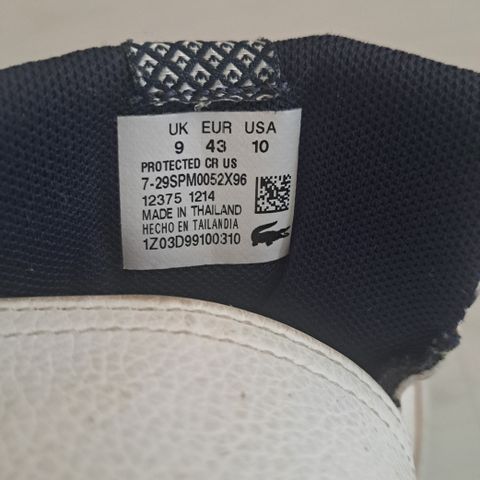 UK EUR USA
9 43 10
PROTECTED CR US
7-29SPM0052X96
12375 1214
MADE IN THAILAND
HECHO EN TAILANDIA
1Z03D99100310